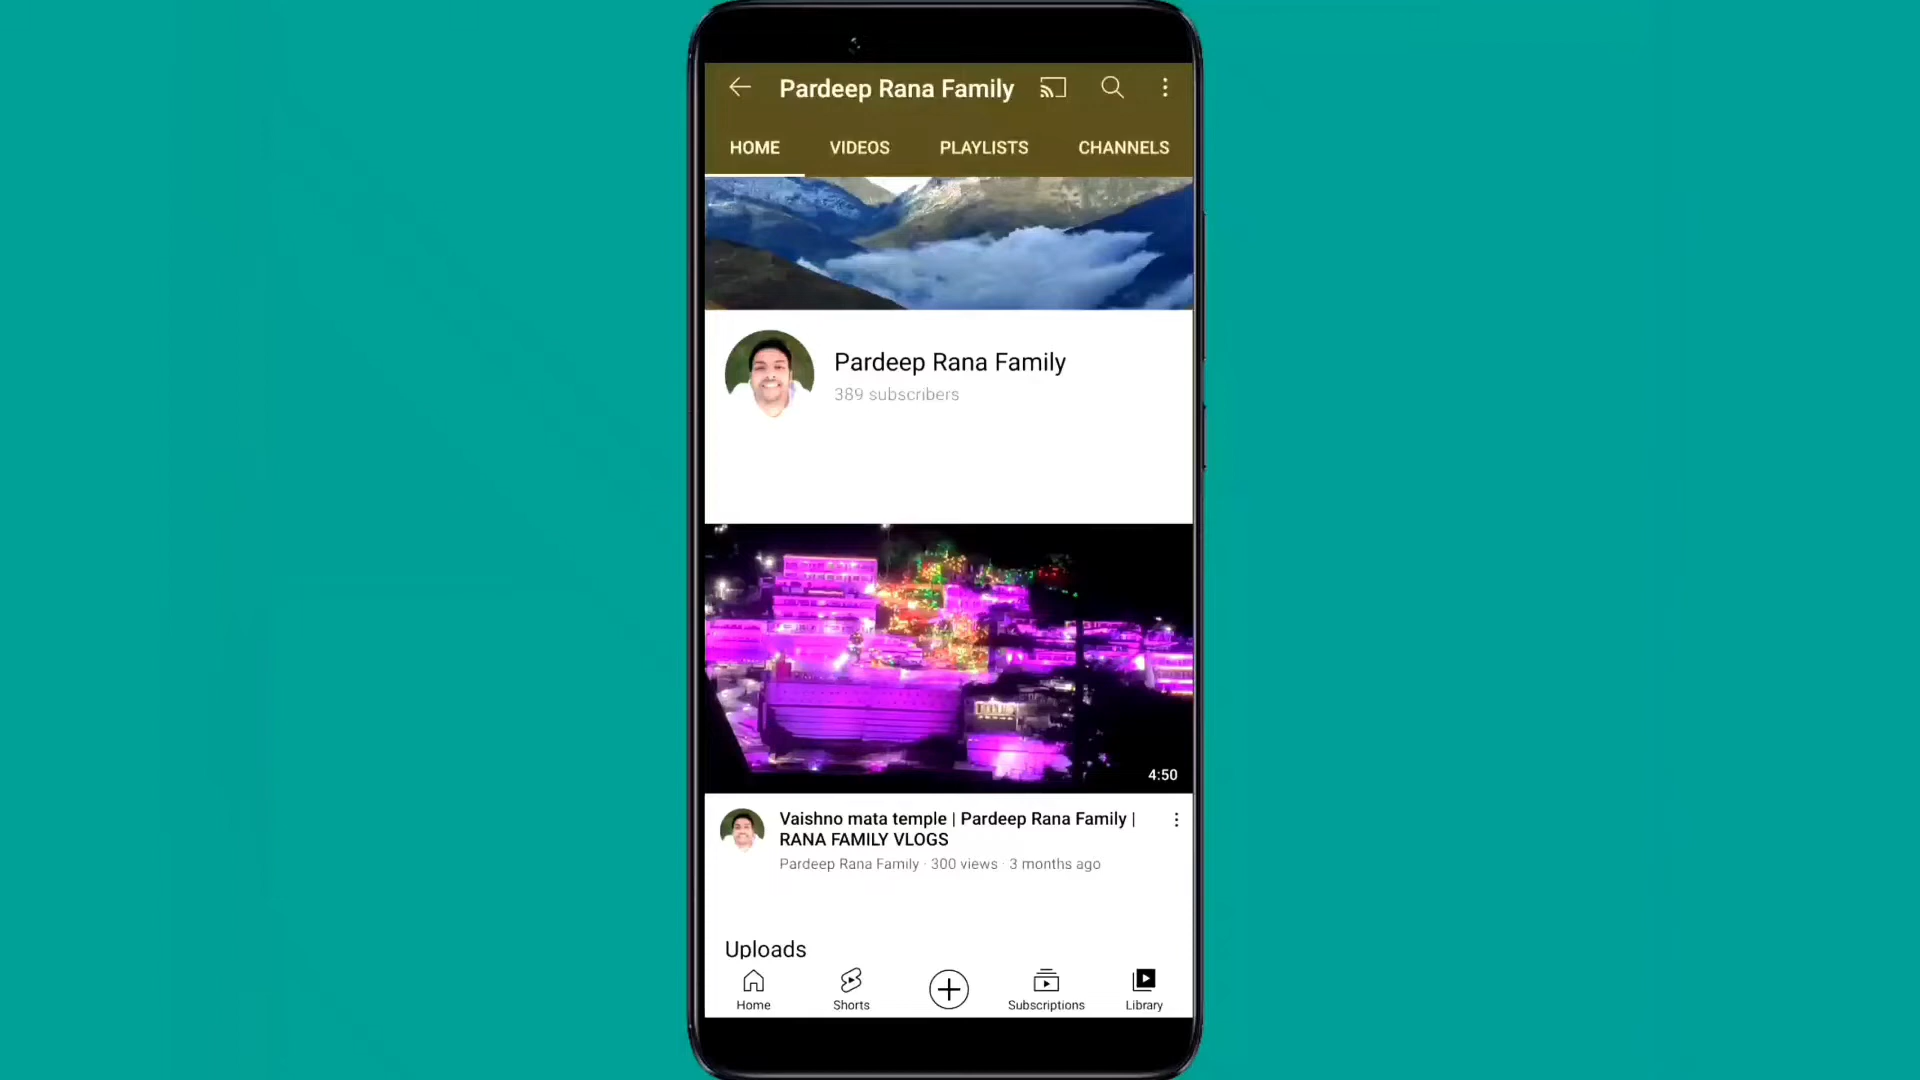 Pardeep Rana Family
HOME VIDEOS PLAYLISTS CHANNELS
Pardeep Rana Family
389 subscribers
4:50
Vaishno mata temple | Pardeep Rana Family |
RANA FAMILY VLOGS
Pardeep Rana Family · 300 views · 3 months ago
Uploads
Home Shorts Subscriptions Library